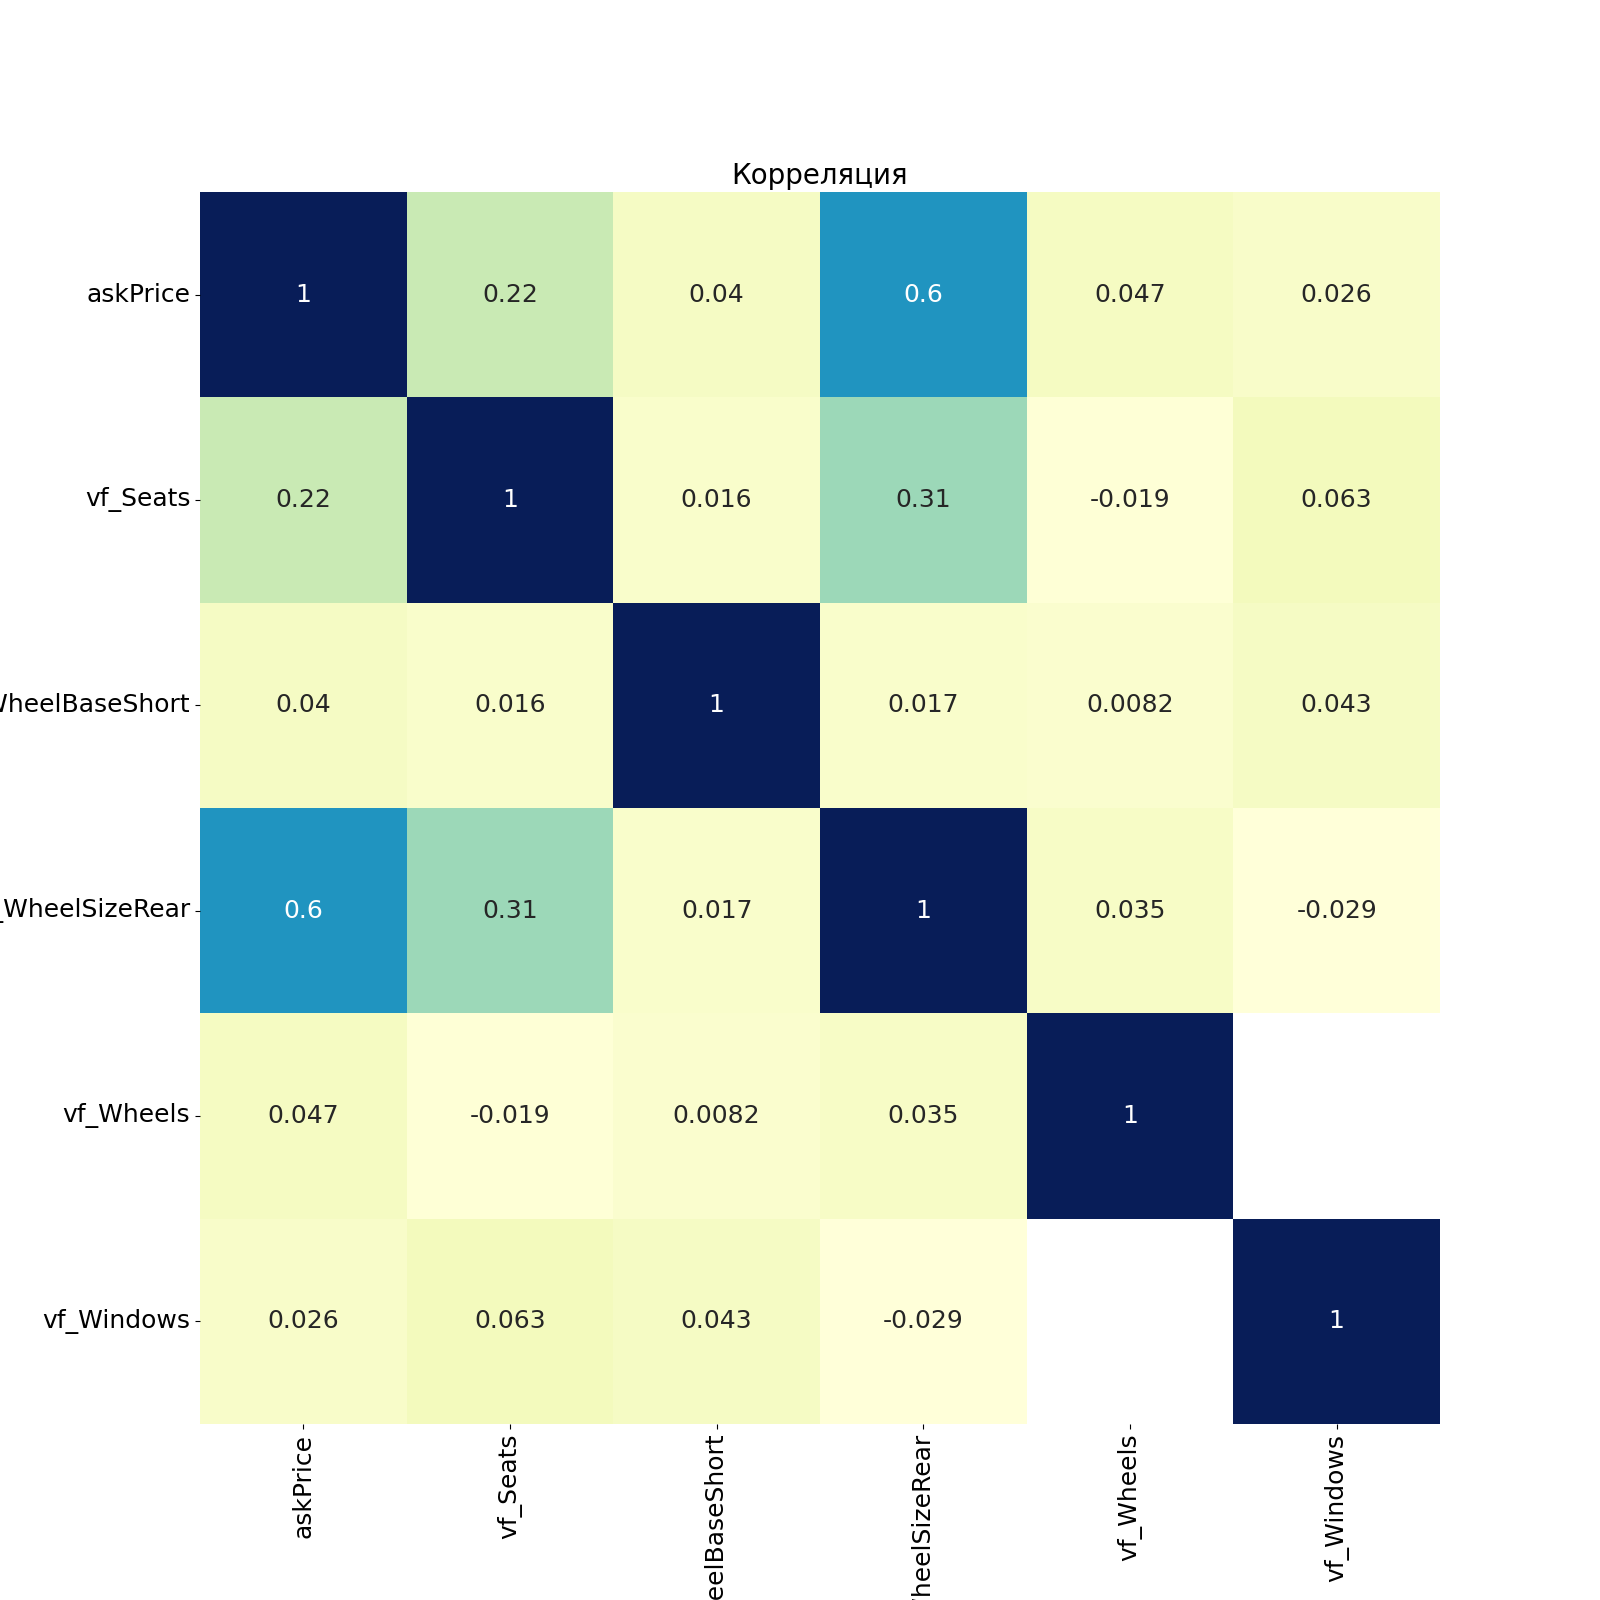 Корреляция
askPrice 1 0.22 0.04 0.6 0.047 0.026
vf_Seats 0.22 1 0.016 0.31 -0.019 0.063
WheelBaseShort 0.04 0.016 1 0.017 0.0082 0.043
_WheelSizeRear 0.6 0.31 0.017 1 0.035 -0.029
vf_Wheels 0.047 -0.019 0.0082 0.035 1
vf_Windows 0.026 0.063 0.043 -0.029 1
askPrice
vf_Seats
eelBaseShort
heelSizeRear
vf_Wheels
vf_Windows